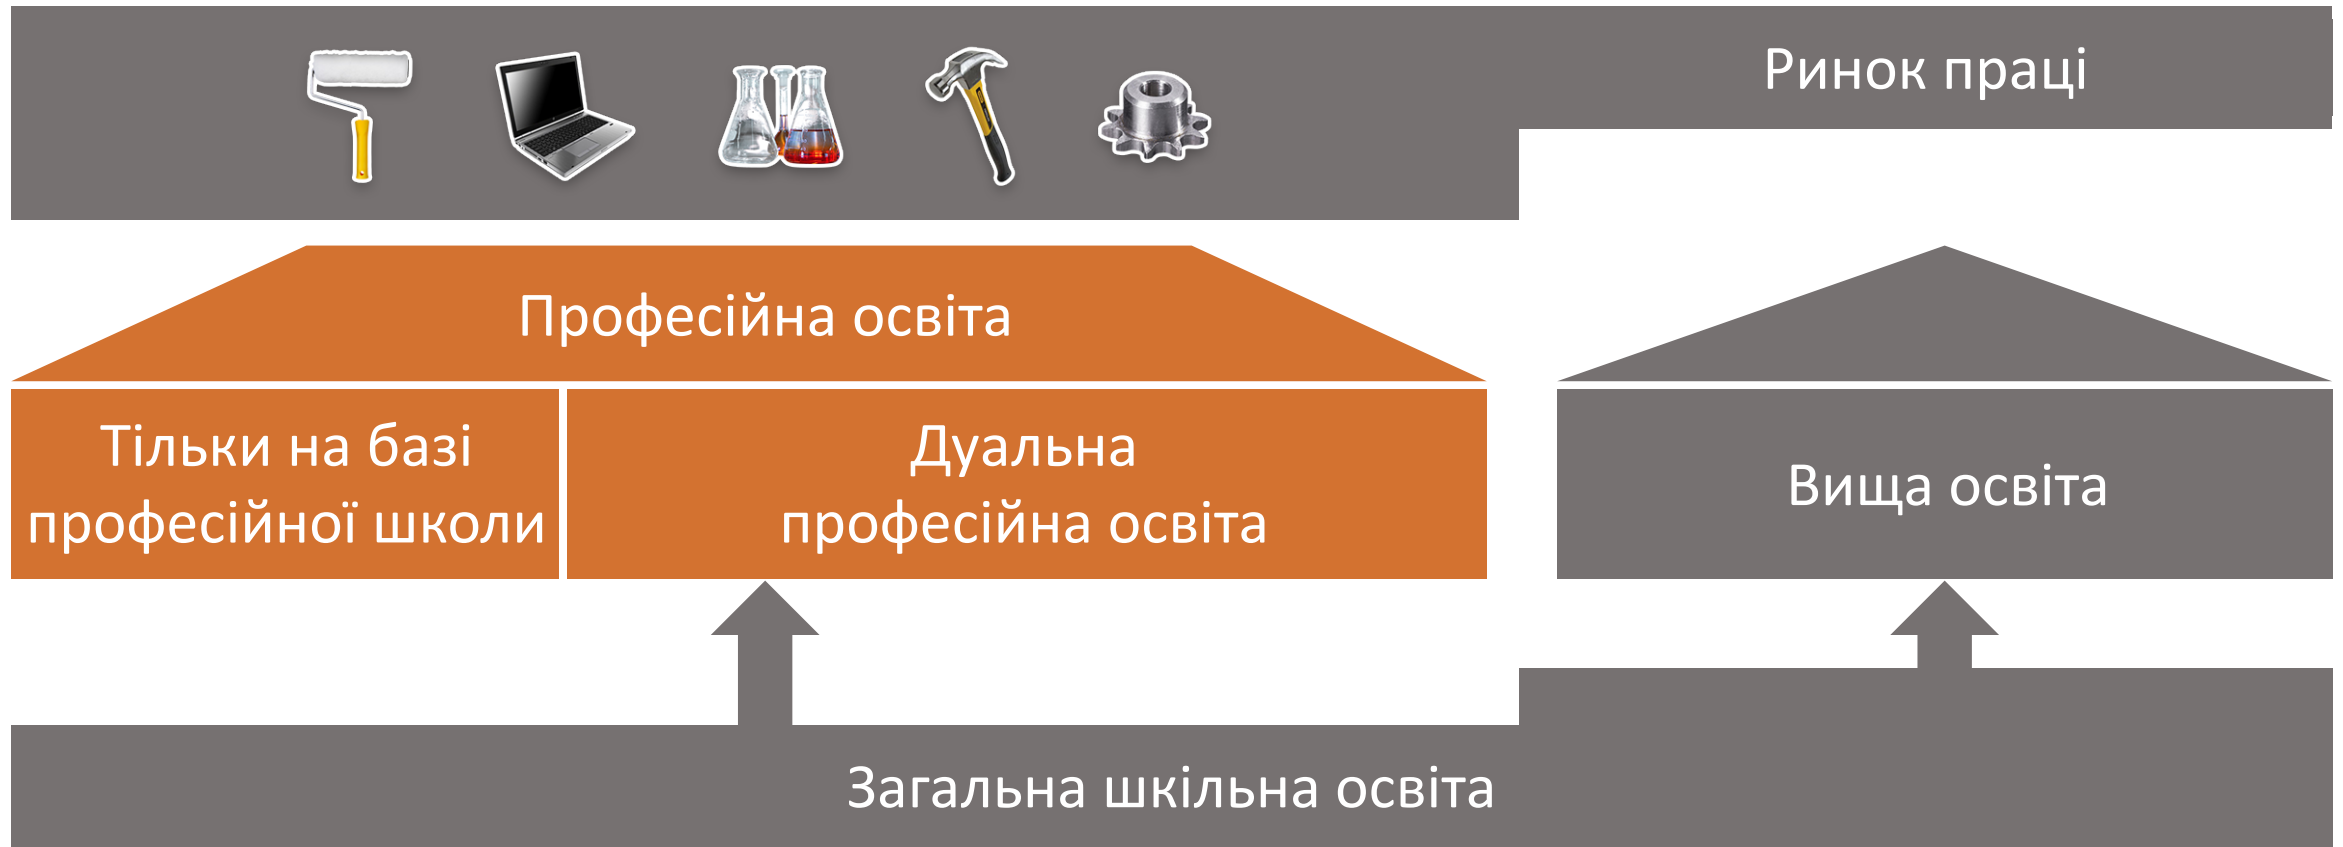 Ринок праці
Професійна освіта
Тільки на базі
професійної школи
Дуальна
професійна освіта
Вища освіта
Загальна шкільна освіта